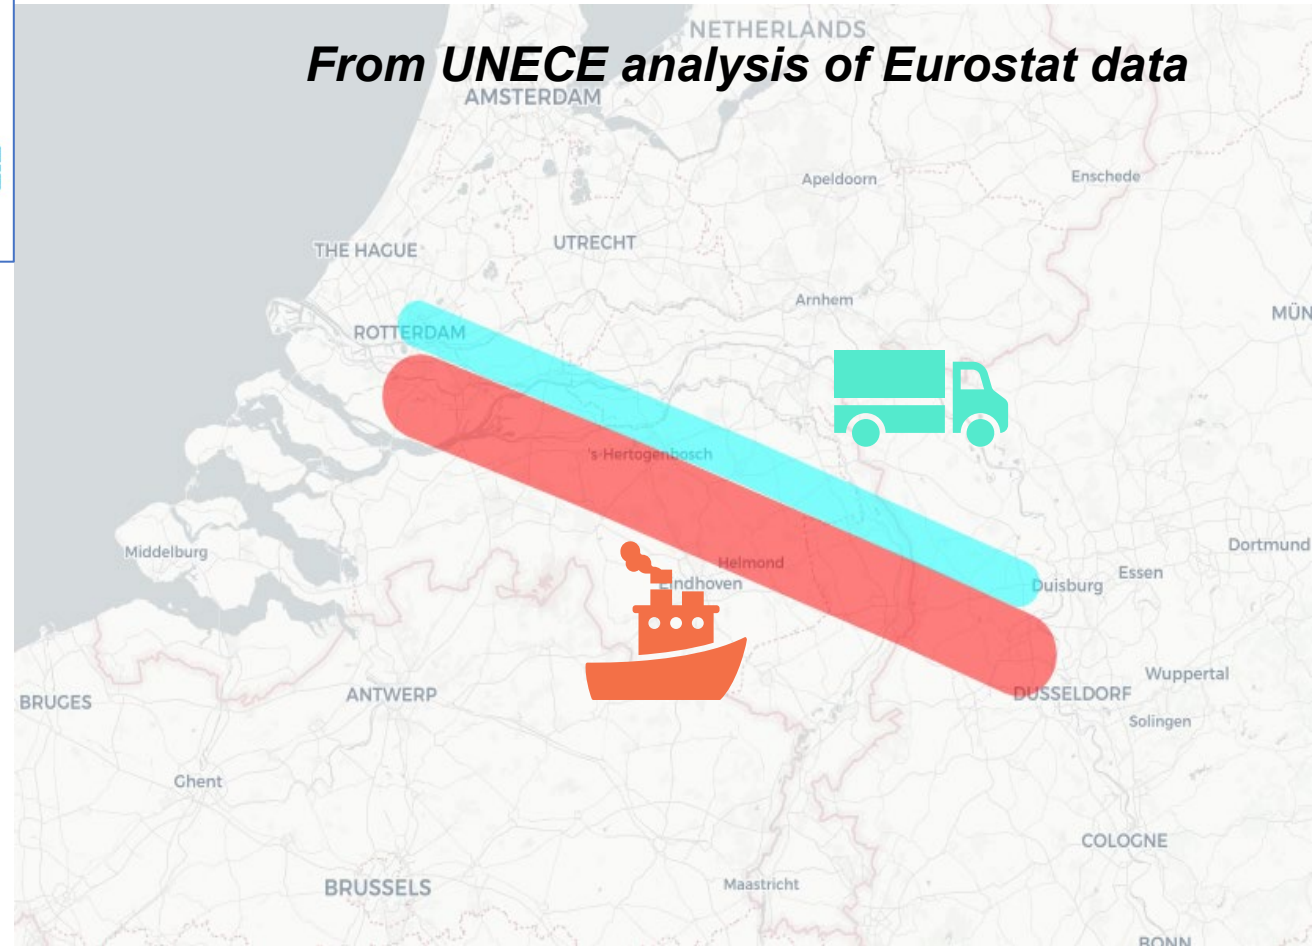 NETHERLANDS
From UNECE analysis of Eurostat data
AMSTERDAM
Apeldoorn
Enschede
THE HAGUE
UTRECHT
Arnhem
MÜN
ROTTERDAM
's-Hertogenbosch
Middelburg
Helmond
Eindhoven
Duisburg
Essen
Dortmund
BRUGES
ANTWERP
DUSSELDORF
Wuppertal
Solingen
Ghent
COLOGNE
BRUSSELS
Maastricht
BONN